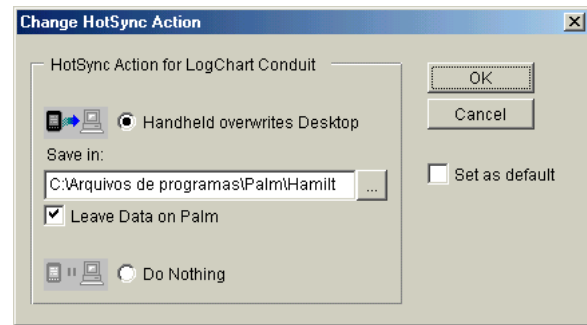 Change HotSync Action
HotSync Action for LogChart Conduit
Handheld overwrites Desktop
Save in:
C:\Arquivos de programas\Palm\Hamilt
...
Leave Data on Palm
Do Nothing
OK
Cancel
Set as default